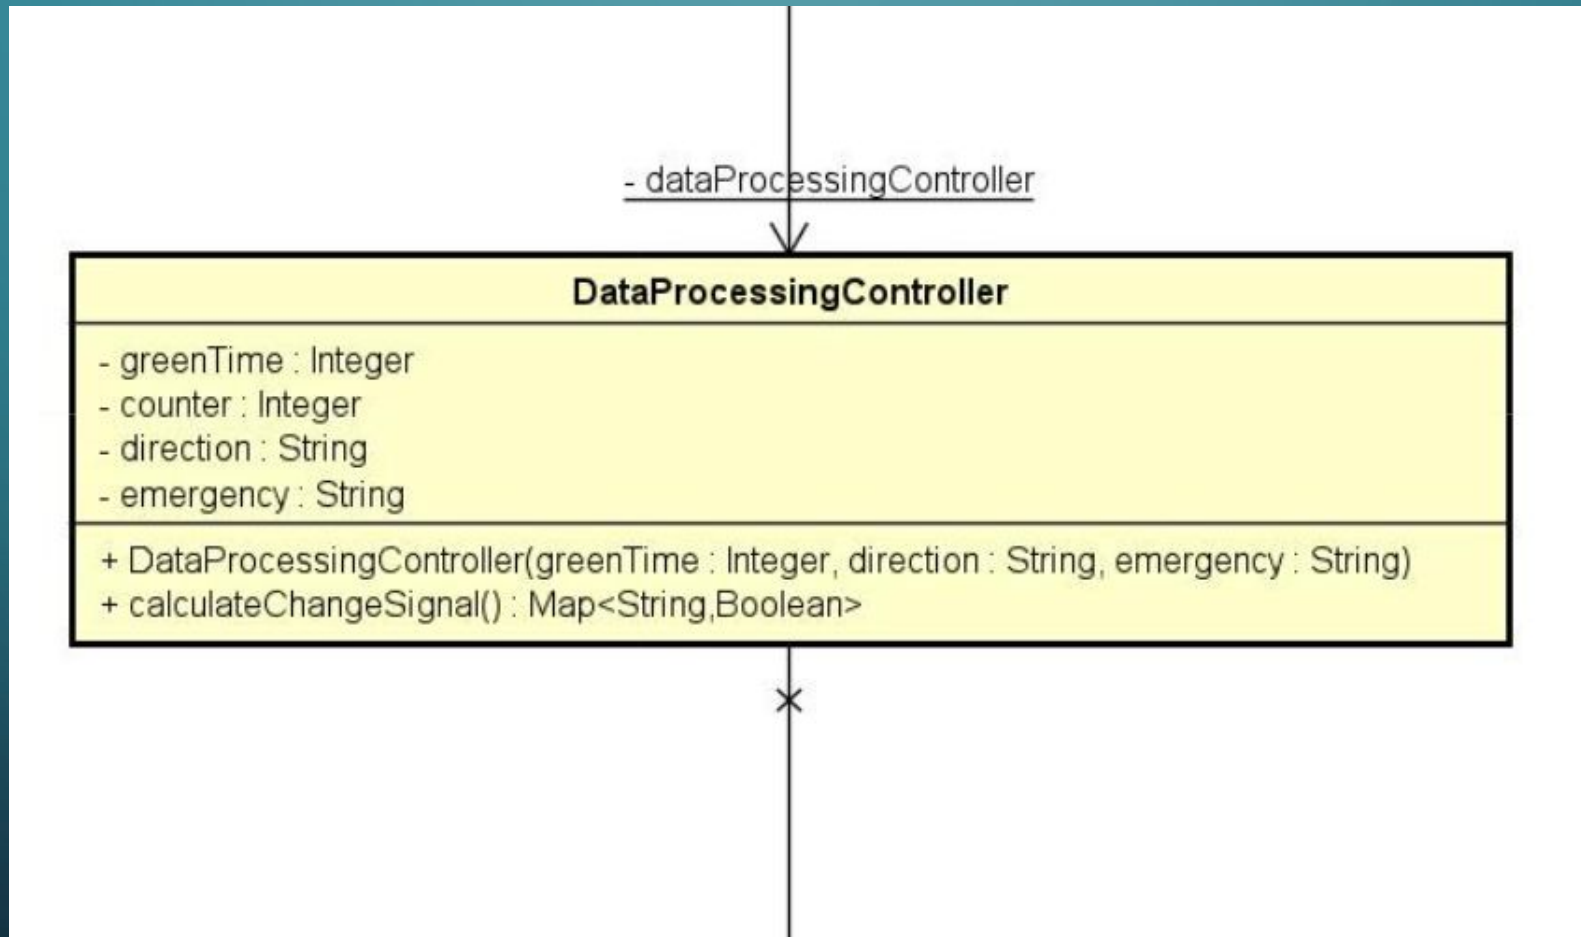 - dataProcessingController
DataProcessingController
- greenTime : Integer
- counter : Integer
- direction : String
- emergency : String
+ DataProcessingController(greenTime : Integer, direction : String, emergency : String)
+ calculateChangeSignal() : Map<String,Boolean>